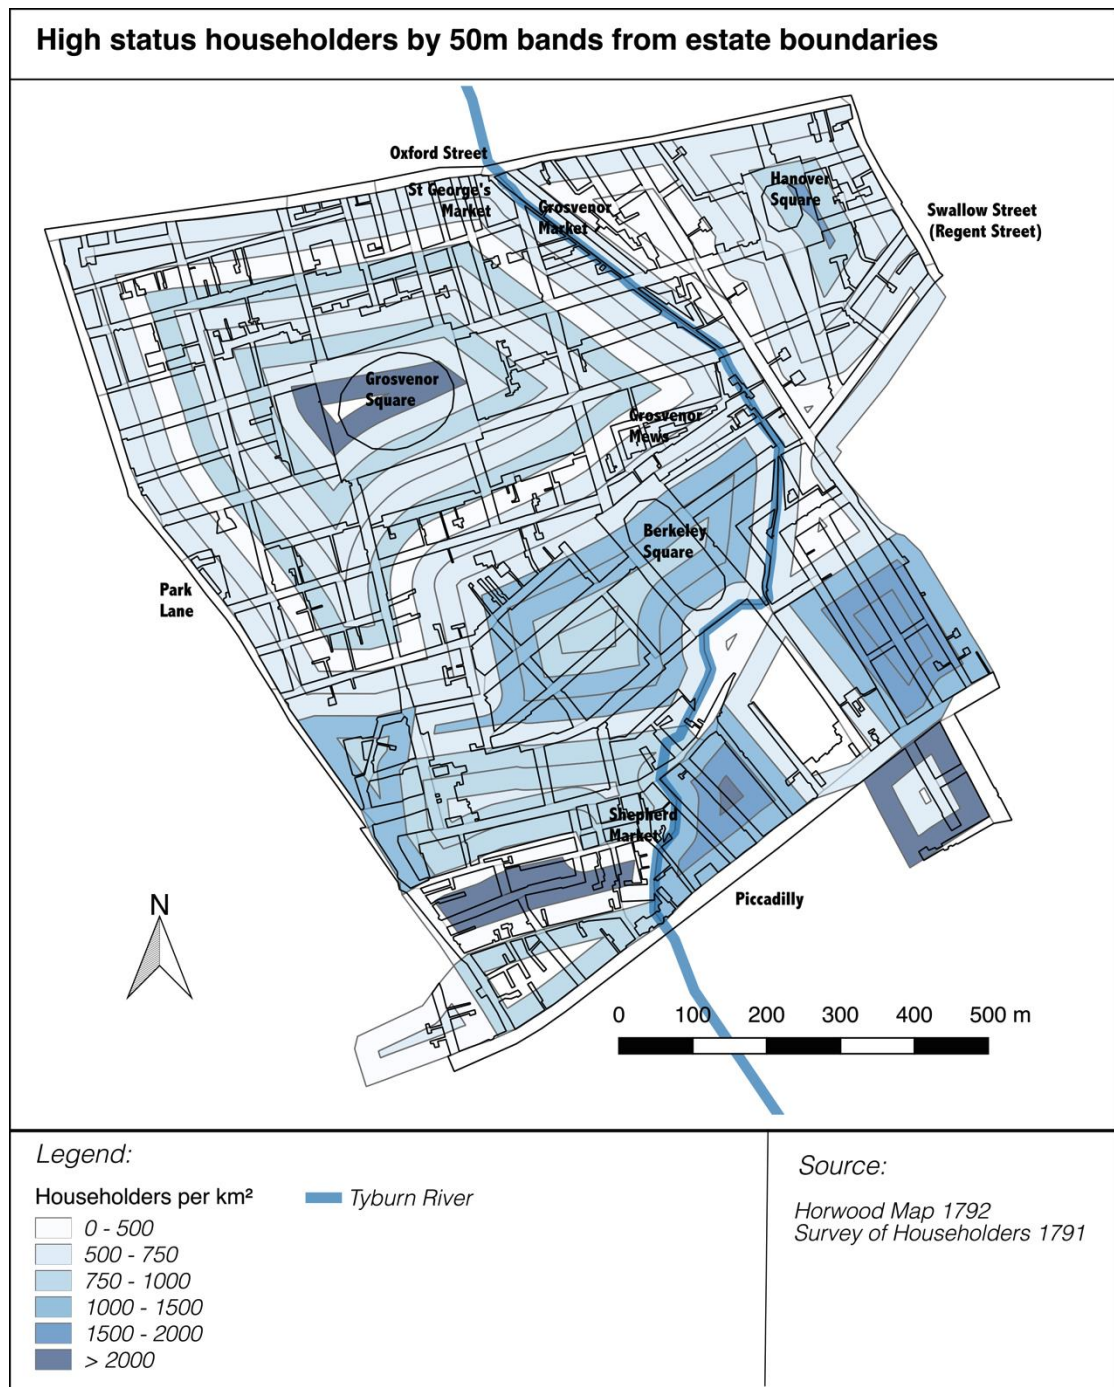 High status householders by 50m bands from estate boundaries
Oxford Street
St George's
Market
Grosvenor
Market
Hanover
Square
Swallow Street
(Regent Street)
Grosvenor
Square
Grosvenor
Mews
Berkeley
Square
Park
Lane
Shepherd
Market
Piccadilly
N
0 100 200 300 400 500 m
Legend:
Householders per km²
Tyburn River
0 - 500
500 - 750
750 - 1000
1000 - 1500
1500 - 2000
> 2000
Source:
Horwood Map 1792
Survey of Householders 1791